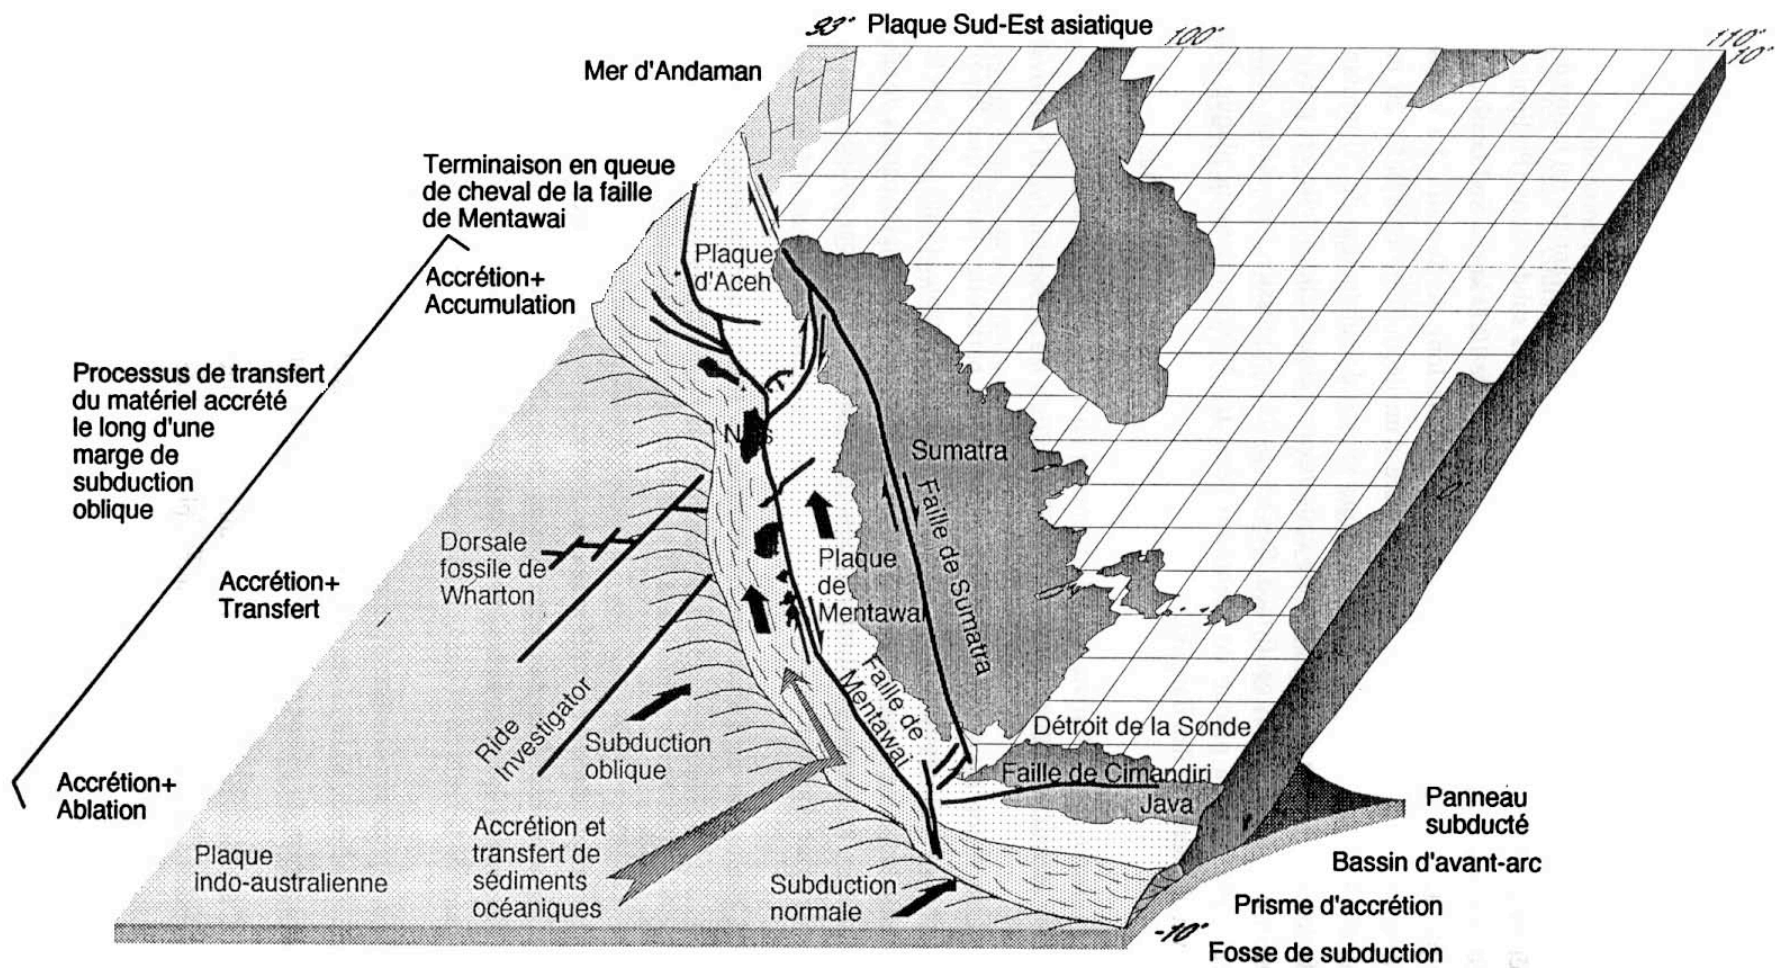 93°
Plaque Sud-Est asiatique
100°
110°
10°
Mer d'Andaman
Terminaison en queue
de cheval de la faille
de Mentawai
Plaque
d'Aceh
Accrétion+
Accumulation
Processus de transfert
du matériel accrété
le long d'une
marge de
subduction
oblique
Nias
Sumatra
Faille de Sumatra
Dorsale
fossile de
Wharton
Plaque
de
Mentawai
Accrétion+
Transfert
Faille de
Mentawai
Ride
Investigator
Subduction
oblique
Détroit de la Sonde
Faille de Cimandiri
Java
Accrétion+
Ablation
Panneau
subducté
Accrétion et
transfert de
sédiments
océaniques
Plaque
indo-australienne
Bassin d'avant-arc
Subduction
normale
Prisme d'accrétion
-10°
Fosse de subduction